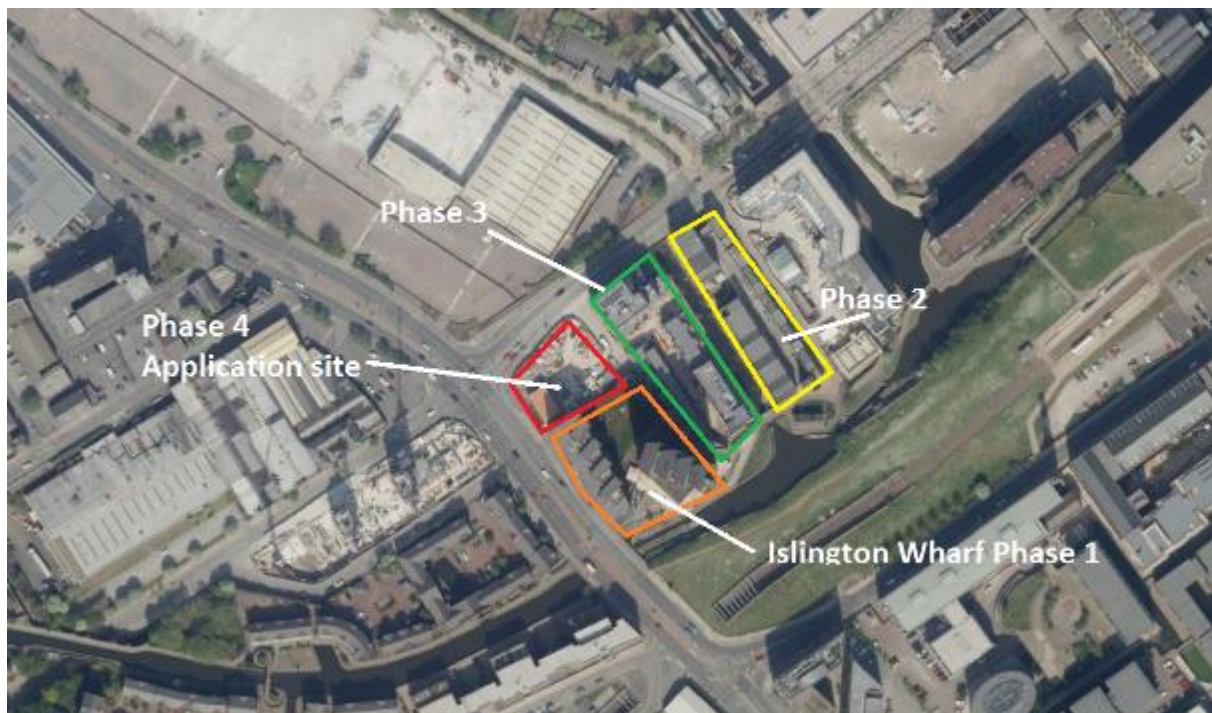 Phase 3
Phase 2
Phase 4
Application site
Islington Wharf Phase 1